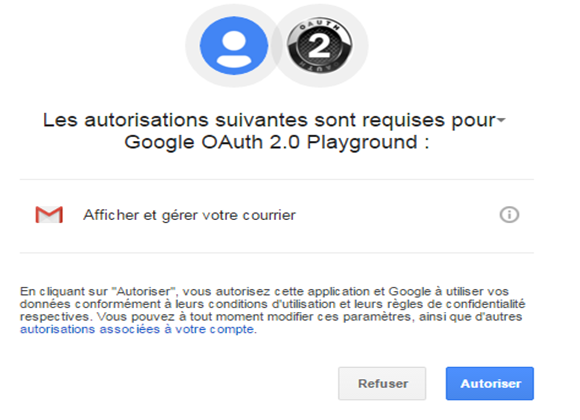 OAUTH
2
AUTH
Les autorisations suivantes sont requises pour
Google OAuth 2.0 Playground :
Afficher et gérer votre courrier
En cliquant sur "Autoriser", vous autorisez cette application et Google à utiliser vos
données conformément à leurs conditions d'utilisation et leurs règles de confidentialité
respectives. Vous pouvez à tout moment modifier ces paramètres, ainsi que d'autres
autorisations associées à votre compte.
Refuser Autoriser